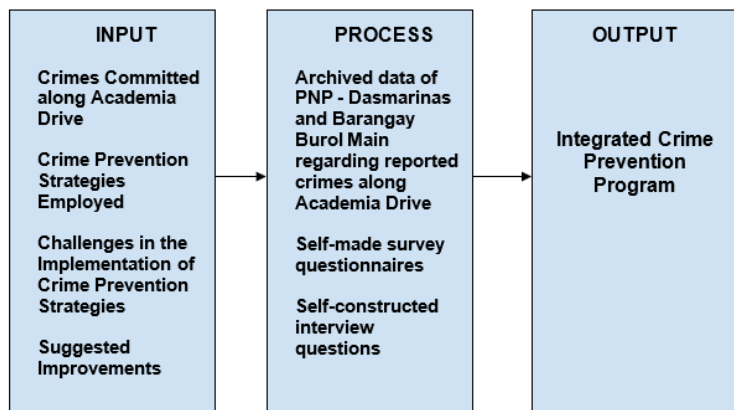 INPUT
Crimes Committed
along Academia
Drive
Crime Prevention
Strategies
Employed
Challenges in the
Implementation of
Crime Prevention
Strategies
Suggested
Improvements
PROCESS
Archived data of
PNP - Dasmarinas
and Barangay
Burol Main
regarding reported
crimes along
Academia Drive
Self-made survey
questionnaires
Self-constructed
interview
questions
OUTPUT
Integrated Crime
Prevention
Program